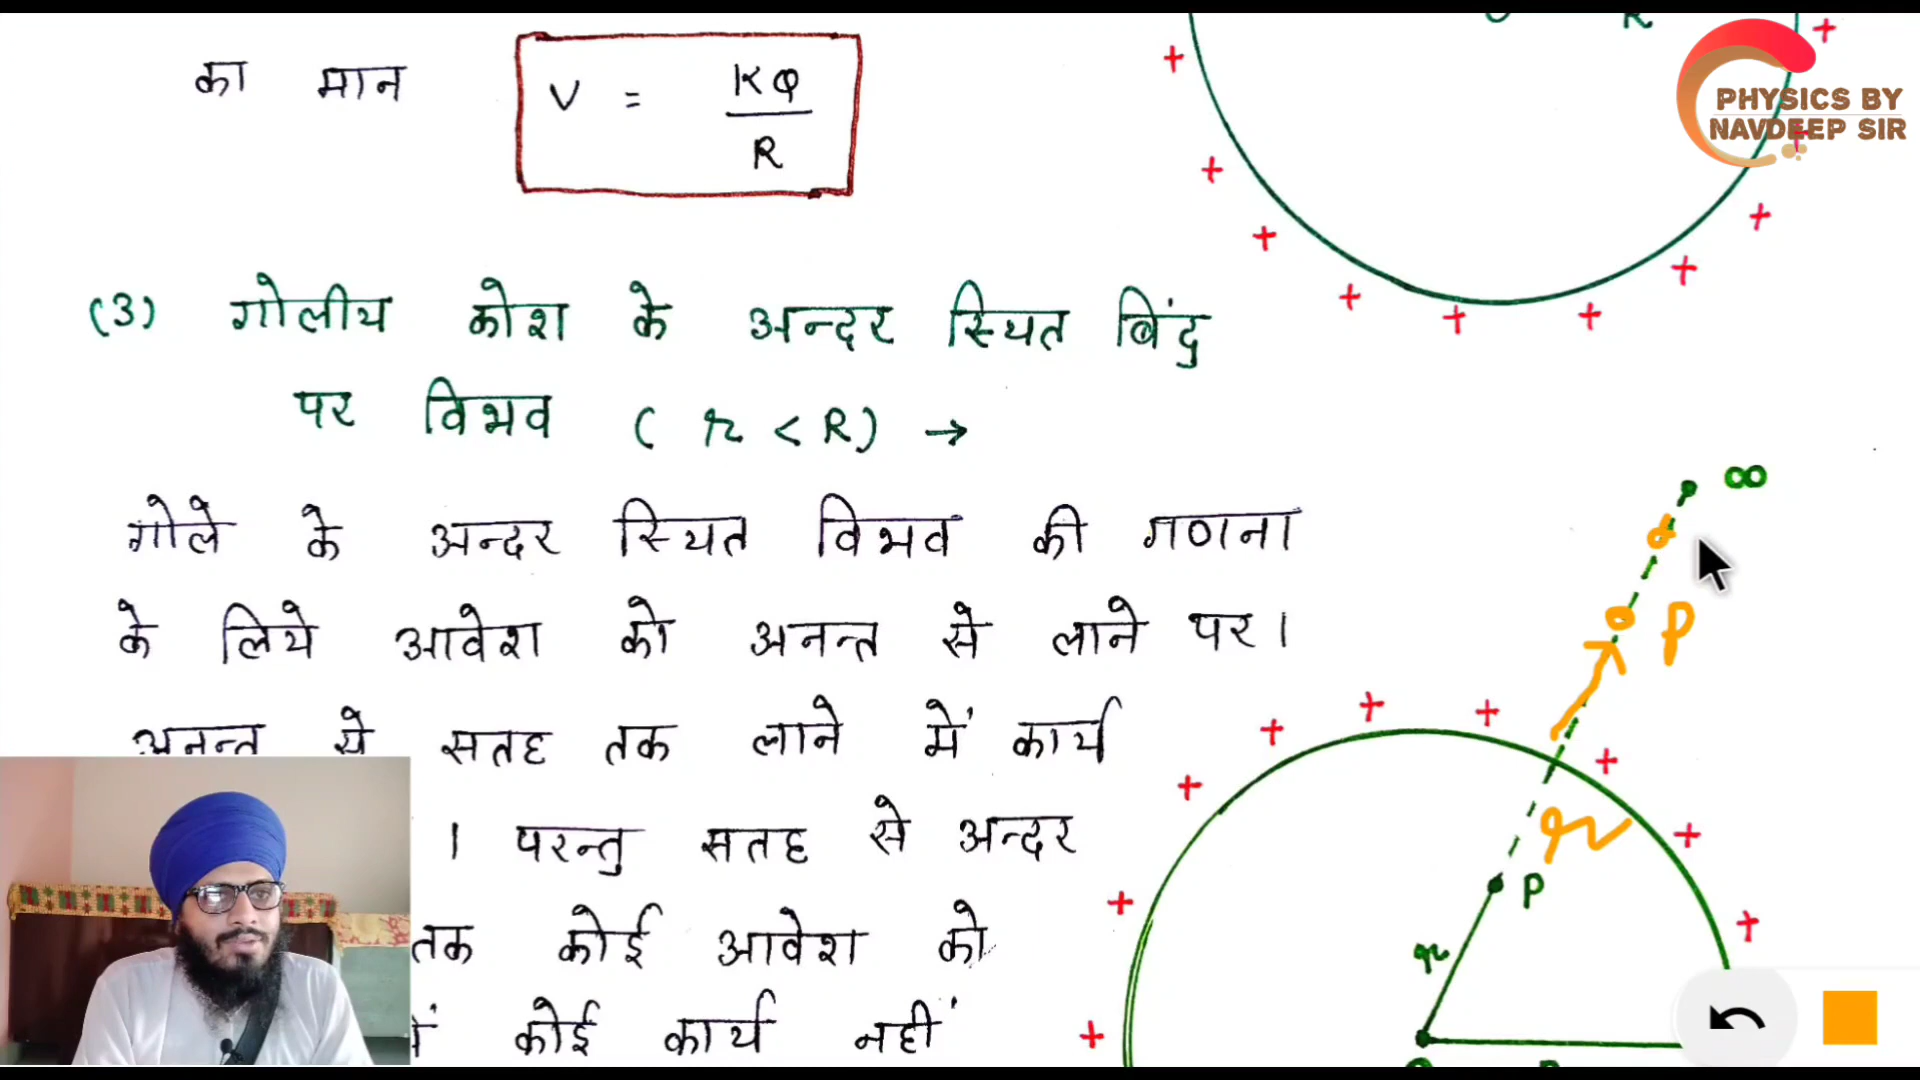 का मान V = KQ / R
PHYSICS BY
NAVDEEP SIR
(3) गोलीय कोश के अन्दर स्थित बिंदु
पर विभव ( r < R) →
गोले के अन्दर स्थित विभव की गणना
के लिये आवेश को अनन्त से लाने पर।
अनन्त से सतह तक लाने में कार्य
। परन्तु सतह से अन्दर
तक कोई आवेश को
कोई कार्य नहीं
∞
P
r
P
r